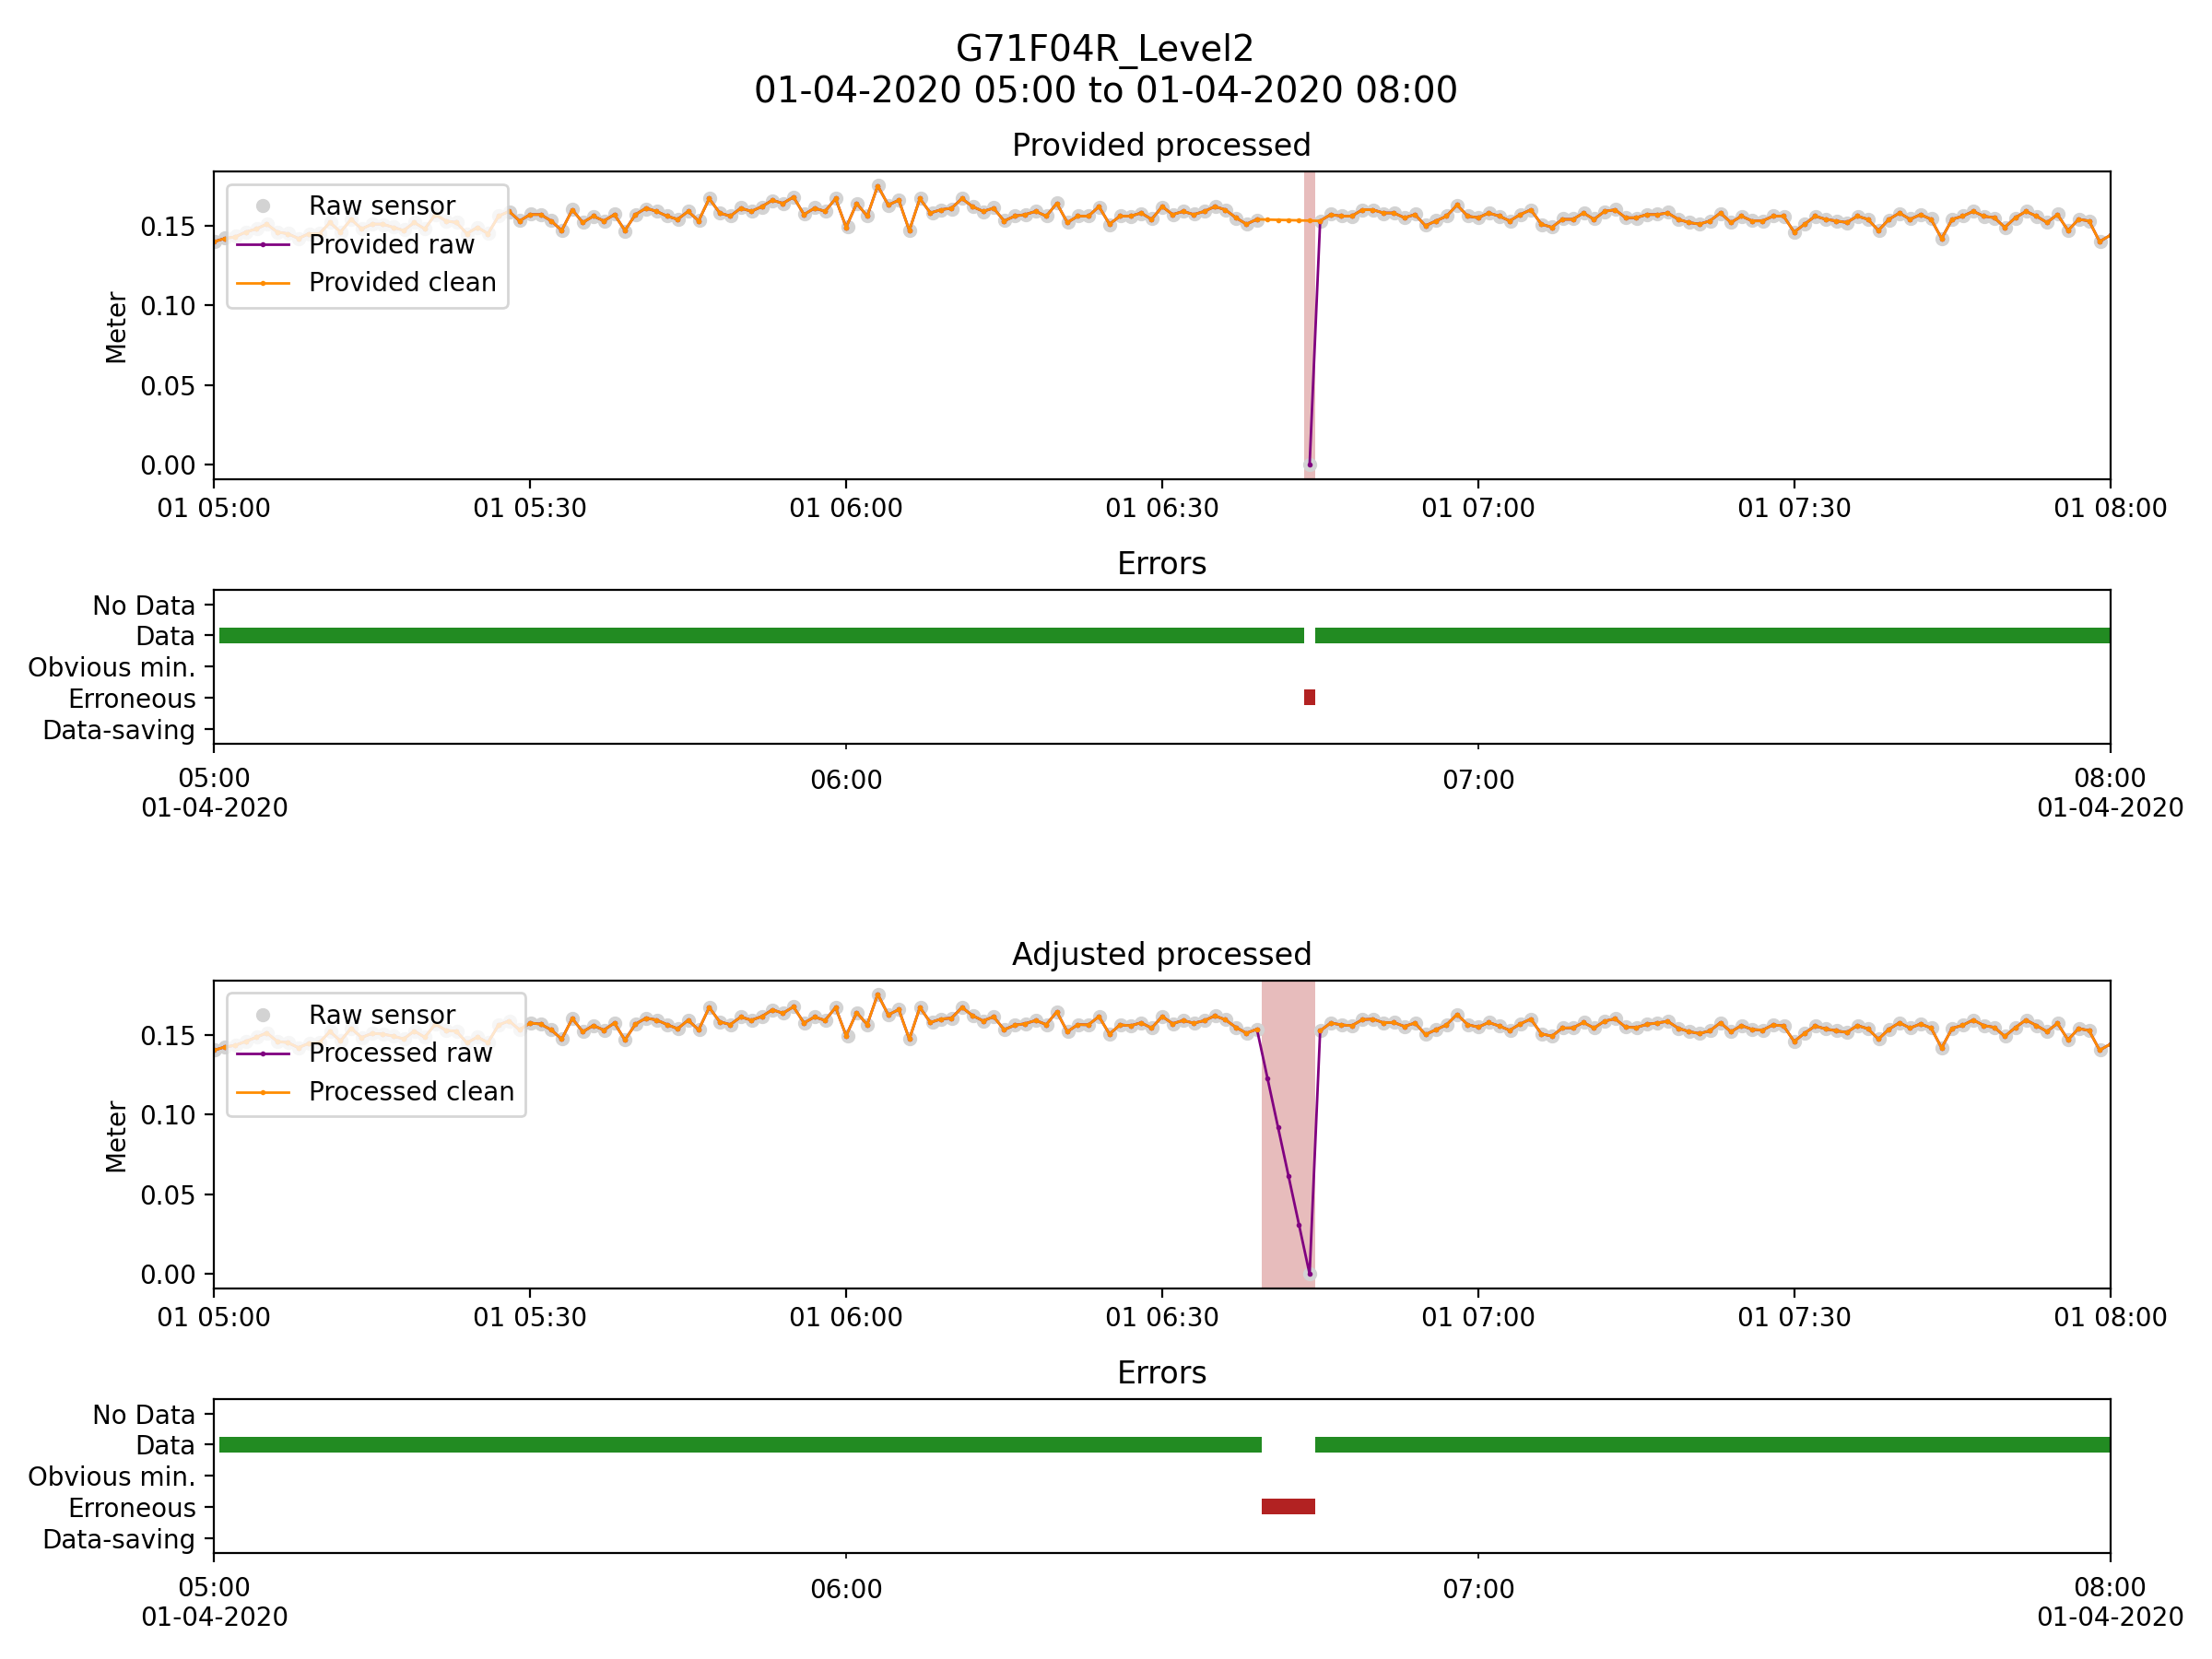 G71F04R_Level2
01-04-2020 05:00 to 01-04-2020 08:00
Provided processed
Raw sensor
Provided raw
Provided clean
Meter
0.15
0.10
0.05
0.00
01 05:00 01 05:30 01 06:00 01 06:30 01 07:00 01 07:30 01 08:00
Errors
No Data
Data
Obvious min.
Erroneous
Data-saving
05:00 06:00 07:00 08:00
01-04-2020 01-04-2020
Adjusted processed
Raw sensor
Processed raw
Processed clean
Meter
0.15
0.10
0.05
0.00
01 05:00 01 05:30 01 06:00 01 06:30 01 07:00 01 07:30 01 08:00
Errors
No Data
Data
Obvious min.
Erroneous
Data-saving
05:00 06:00 07:00 08:00
01-04-2020 01-04-2020